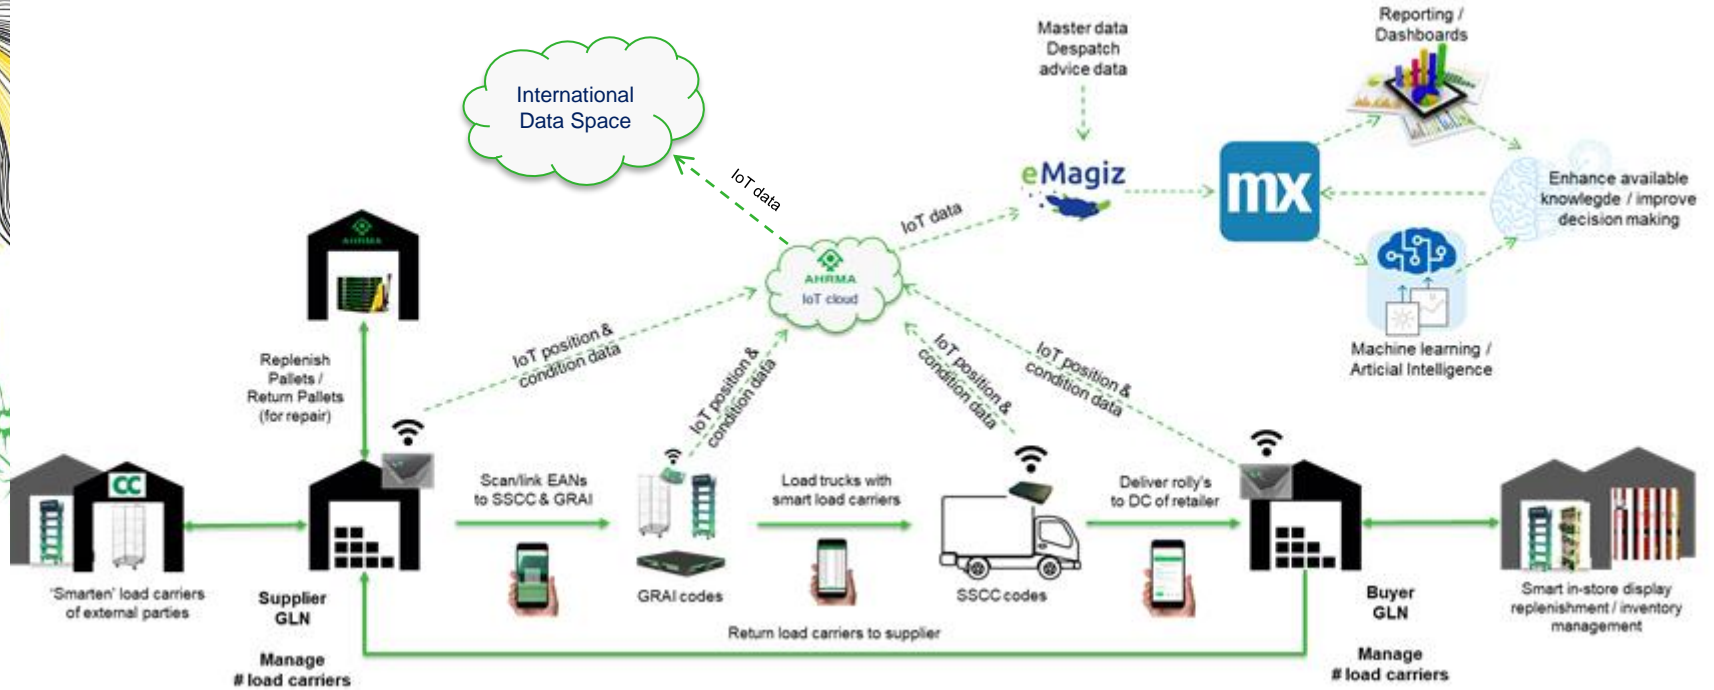 International
Data Space
IoT data
Master data
Despatch
advice data
Reporting /
Dashboards
eMagiz
IoT data
mx
Enhance available
knowlegde / improve
decision making
AHRMA
IoT cloud
AHRMA
Machine learning /
Articial Intelligence
Replenish
Pallets /
Return Pallets
(for repair)
IoT position &
condition data
IoT position &
condition data
IoT position &
condition data
IoT position &
condition data
CC
Scan/link EANs
to SSCC & GRAI
Load trucks with
smart load carriers
Deliver rolly's
to DC of retailer
'Smarten' load carriers
of external parties
Supplier
GLN
GRAI codes
SSCC codes
Buyer
GLN
Smart in-store display
replenishment / inventory
management
Return load carriers to supplier
Manage
# load carriers
Manage
# load carriers